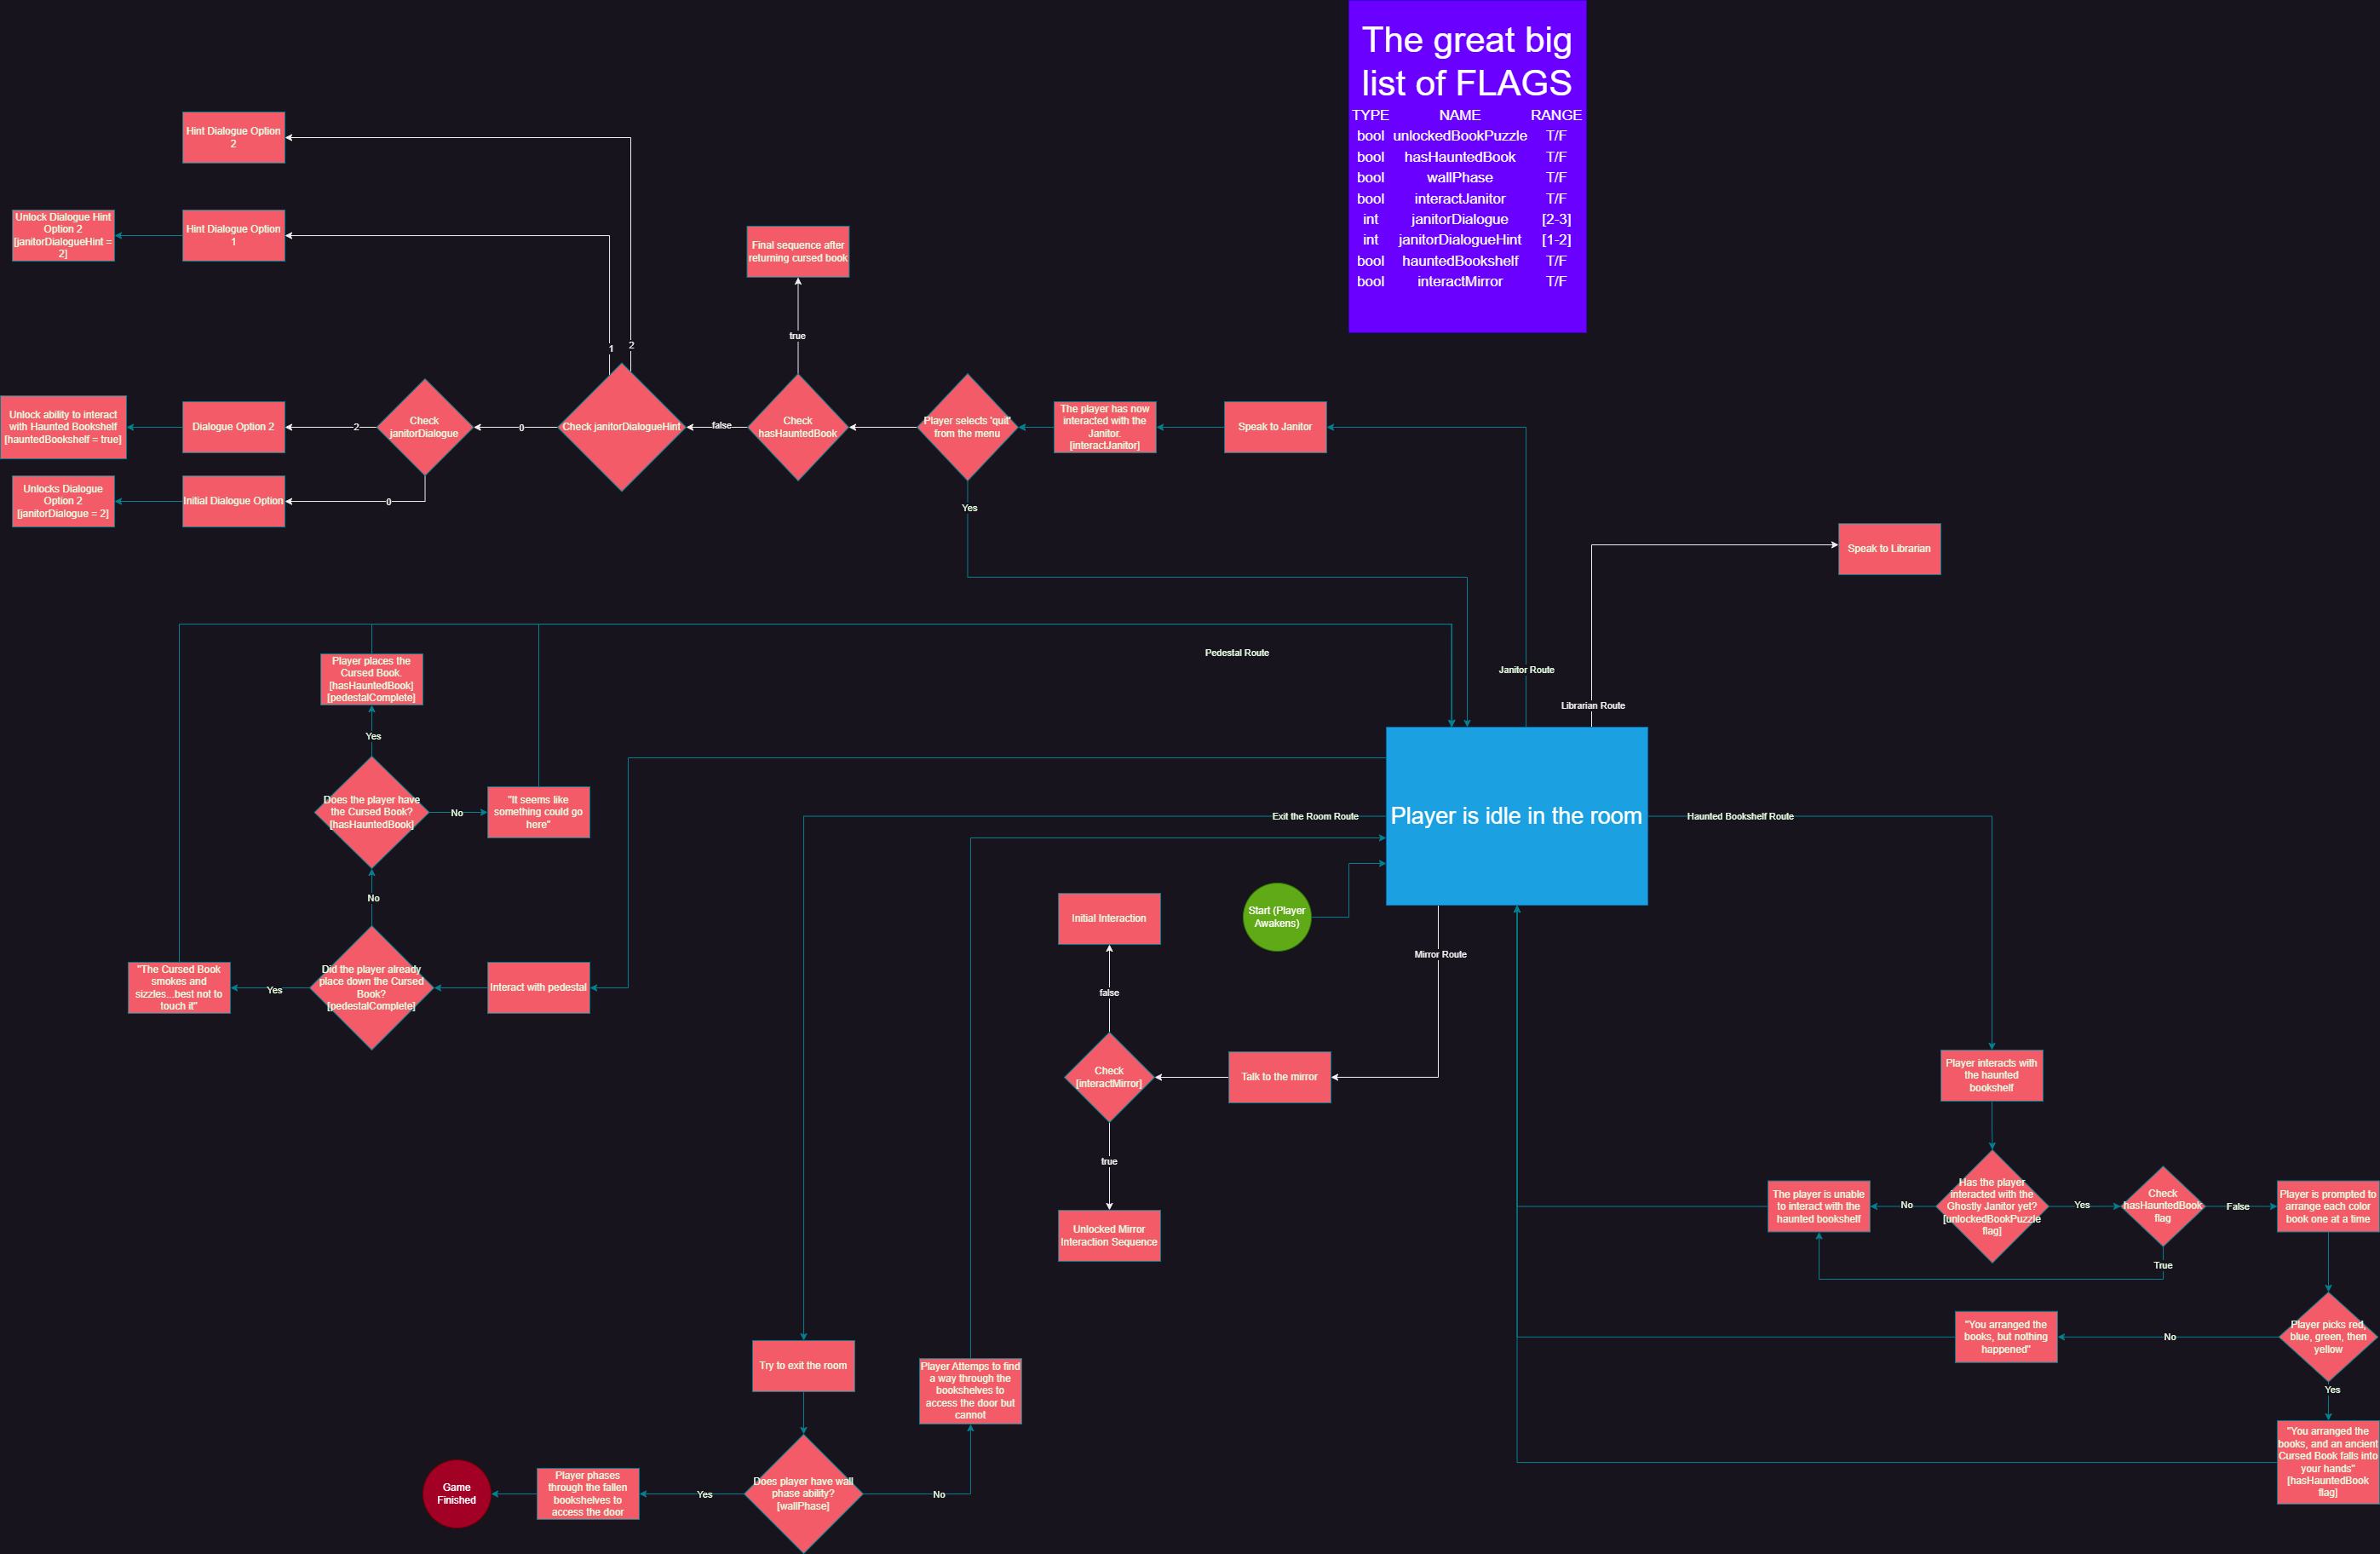 The great big
list of FLAGS
TYPE NAME RANGE
bool unlockedBookPuzzle T/F
bool hasHauntedBook T/F
bool wallPhase T/F
bool interactJanitor T/F
int janitorDialogue [2-3]
int janitorDialogueHint [1-2]
bool hauntedBookshelf T/F
bool interactMirror T/F
Hint Dialogue Option
2
Unlock Dialogue Hint
Option 2
[janitorDialogueHint =
2]
Hint Dialogue Option
1
Final sequence after
returning cursed book
true
1
2
Unlock ability to interact
with Haunted Bookshelf
[hauntedBookshelf = true]
Dialogue Option 2
2
Check
janitorDialogue
0
Check janitorDialogueHint
false
Check
hasHauntedBook
Player selects 'quit'
from the menu
The player has now
interacted with the
Janitor.
[interactJanitor]
Speak to Janitor
Unlocks Dialogue
Option 2
[janitorDialogue = 2]
Initial Dialogue Option
0
Yes
Speak to Librarian
Pedestal Route
Janitor Route
Librarian Route
Player places the
Cursed Book.
[hasHauntedBook]
[pedestalComplete]
Yes
Does the player have
the Cursed Book?
[hasHauntedBook]
No
"It seems like
something could go
here"
Exit the Room Route
Player is idle in the room
Haunted Bookshelf Route
No
Start (Player
Awakens)
Initial Interaction
Mirror Route
"The Cursed Book
smokes and
sizzles...best not to
touch it"
Yes
Did the player already
place down the Cursed
Book?
[pedestalComplete]
Interact with pedestal
false
Check
[interactMirror]
Talk to the mirror
true
Unlocked Mirror
Interaction Sequence
Player interacts with
the haunted
bookshelf
The player is unable
to interact with the
haunted bookshelf
No
Has the player
interacted with the
Ghostly Janitor yet?
[unlockedBookPuzzle
flag]
Yes
Check
hasHauntedBook
flag
False
Player is prompted to
arrange each color
book one at a time
True
"You arranged the
books, but nothing
happened"
No
Player picks red,
blue, green, then
yellow
Yes
"You arranged the
books, and an ancient
Cursed Book falls into
your hands"
[hasHauntedBook
flag]
Try to exit the room
Player Attemps to find
a way through the
bookshelves to
access the door but
cannot
Game
Finished
Player phases
through the fallen
bookshelves to
access the door
Yes
Does player have wall
phase ability?
[wallPhase]
No